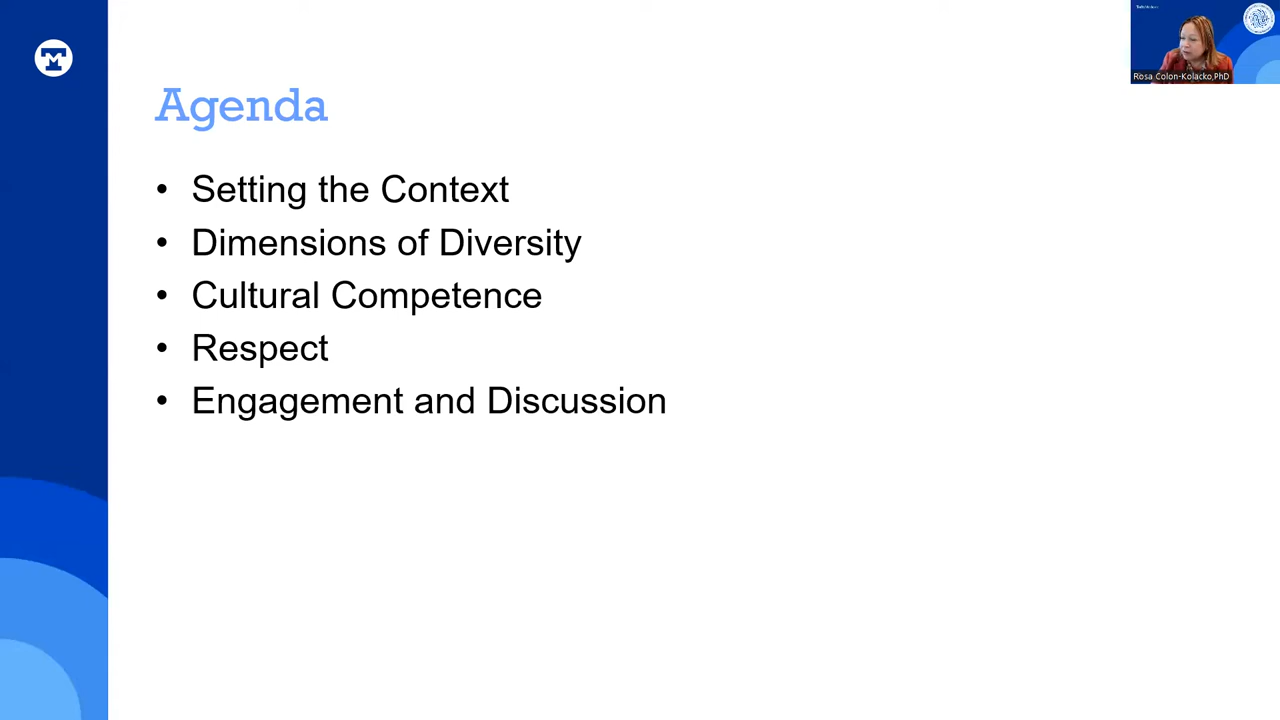 Agenda
• Setting the Context
• Dimensions of Diversity
• Cultural Competence
• Respect
• Engagement and Discussion
Rosa Colon-Kolacko,PhD